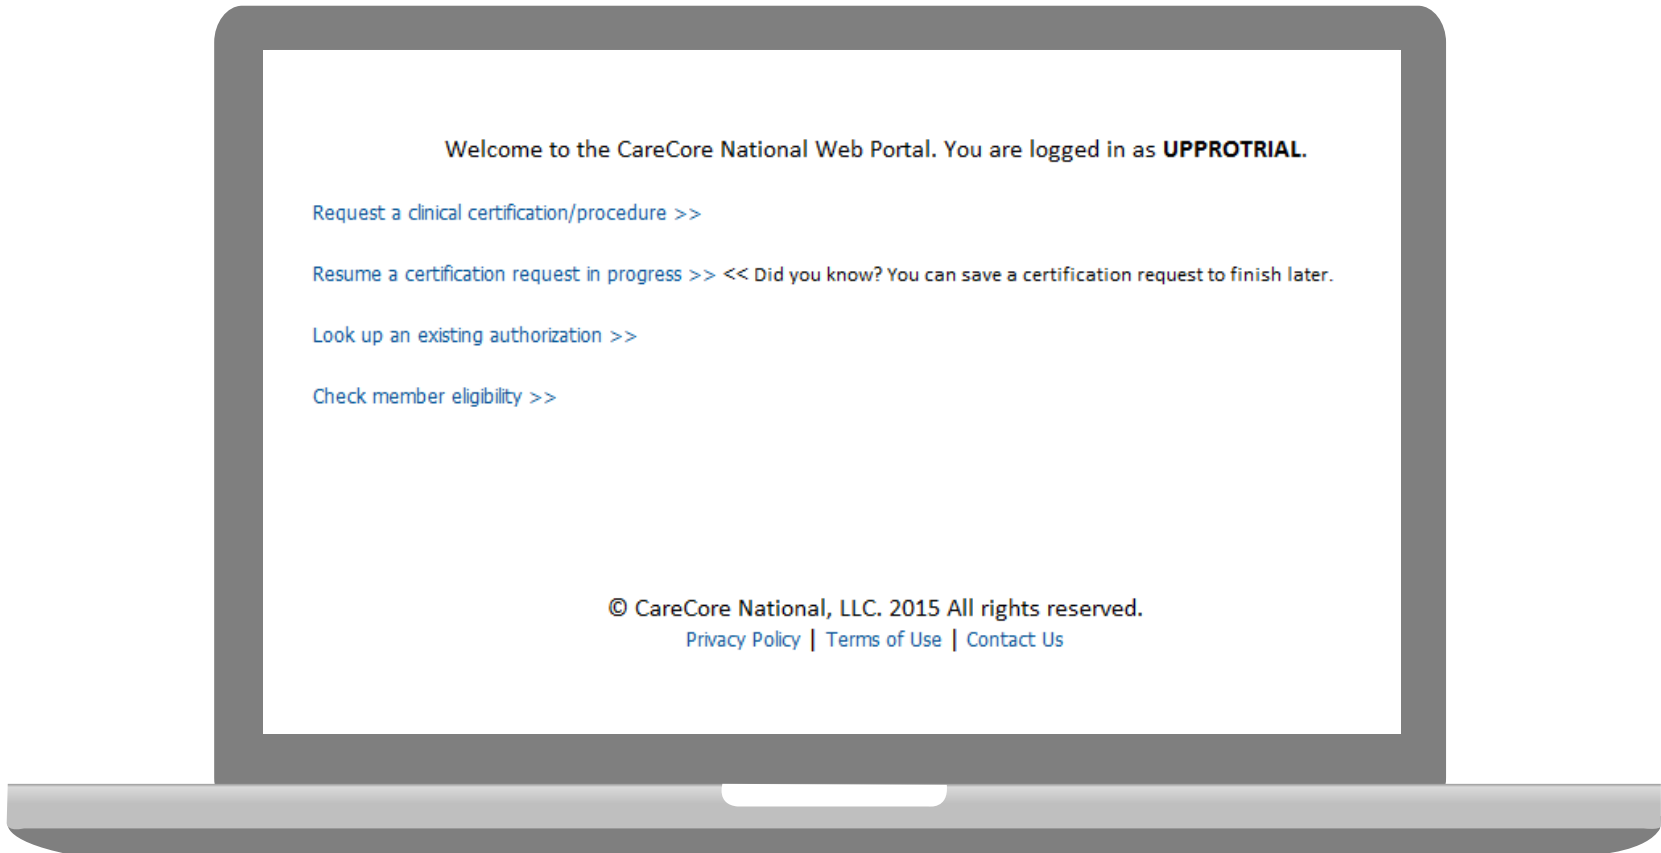 Welcome to the CareCore National Web Portal. You are logged in as UPPROTRIAL.
Request a clinical certification/procedure >>
Resume a certification request in progress >> << Did you know? You can save a certification request to finish later.
Look up an existing authorization >>
Check member eligibility >>
© CareCore National, LLC. 2015 All rights reserved.
Privacy Policy | Terms of Use | Contact Us